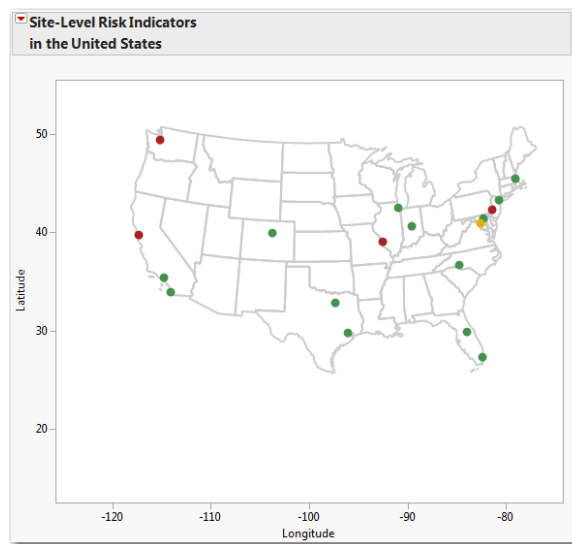 Site-Level Risk Indicators
in the United States
50
40
30
20
Latitude
-120 -110 -100 -90 -80
Longitude